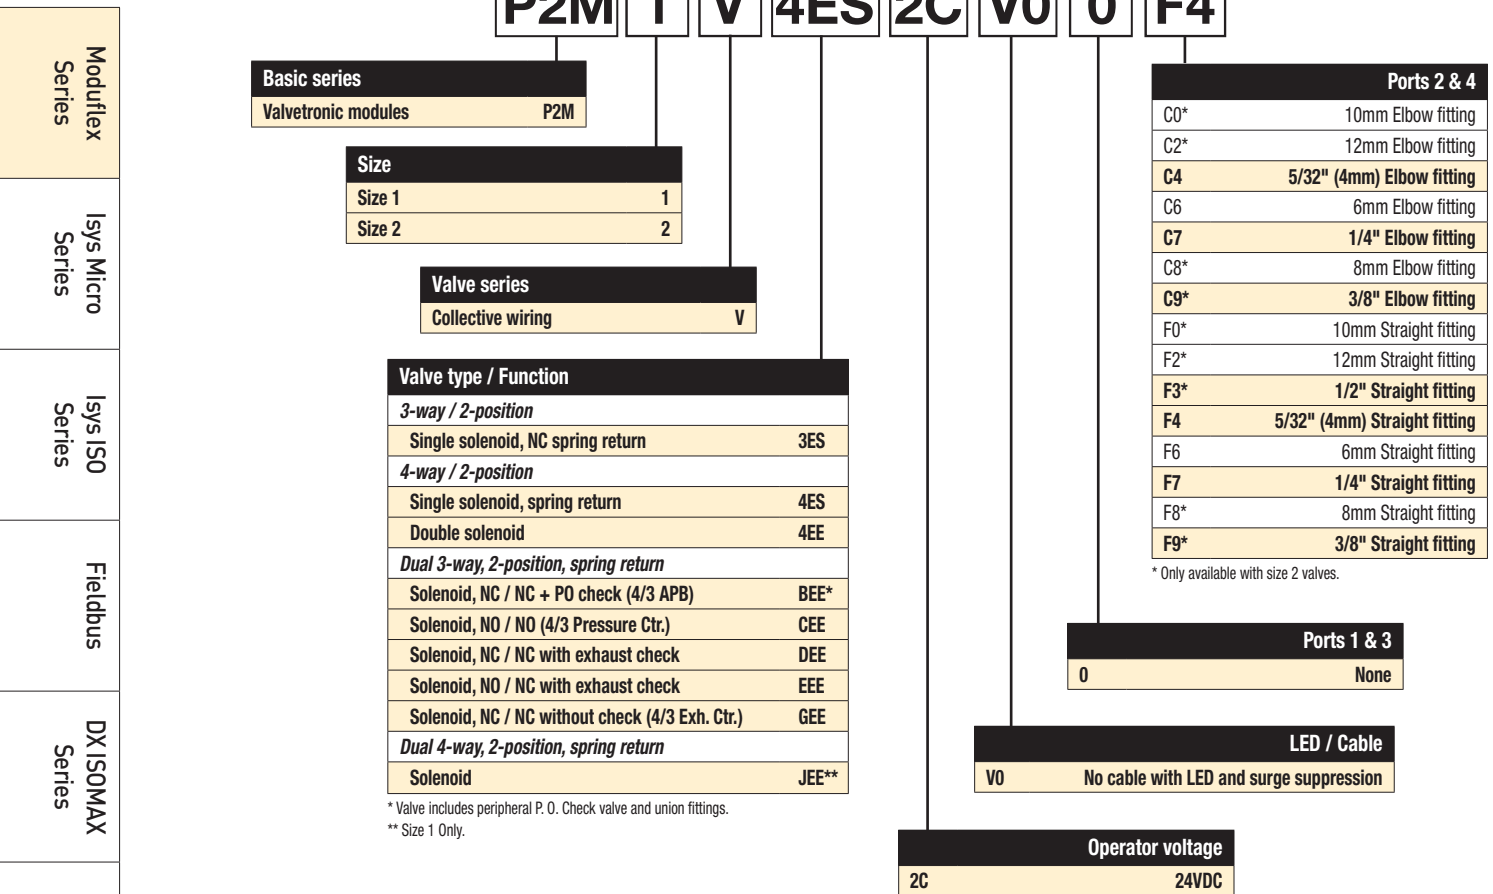 P2M 1 V 4ES 2C V0 0 F4
Moduflex
Series
Isys Micro
Series
Isys ISO
Series
Fieldbus
DX ISOMAX
Series
Basic series
Valvetronic modules P2M
Size
Size 1 1
Size 2 2
Valve series
Collective wiring V
Valve type / Function
3-way / 2-position
Single solenoid, NC spring return 3ES
4-way / 2-position
Single solenoid, spring return 4ES
Double solenoid 4EE
Dual 3-way, 2-position, spring return
Solenoid, NC / NC + PO check (4/3 APB) BEE*
Solenoid, NO / NO (4/3 Pressure Ctr.) CEE
Solenoid, NC / NC with exhaust check DEE
Solenoid, NO / NC with exhaust check EEE
Solenoid, NC / NC without check (4/3 Exh. Ctr.) GEE
Dual 4-way, 2-position, spring return
Solenoid JEE**
* Valve includes peripheral P. O. Check valve and union fittings.
** Size 1 Only.
Ports 2 & 4
C0* 10mm Elbow fitting
C2* 12mm Elbow fitting
C4 5/32" (4mm) Elbow fitting
C6 6mm Elbow fitting
C7 1/4" Elbow fitting
C8* 8mm Elbow fitting
C9* 3/8" Elbow fitting
F0* 10mm Straight fitting
F2* 12mm Straight fitting
F3* 1/2" Straight fitting
F4 5/32" (4mm) Straight fitting
F6 6mm Straight fitting
F7 1/4" Straight fitting
F8* 8mm Straight fitting
F9* 3/8" Straight fitting
* Only available with size 2 valves.
Ports 1 & 3
0 None
LED / Cable
V0 No cable with LED and surge suppression
Operator voltage
2C 24VDC